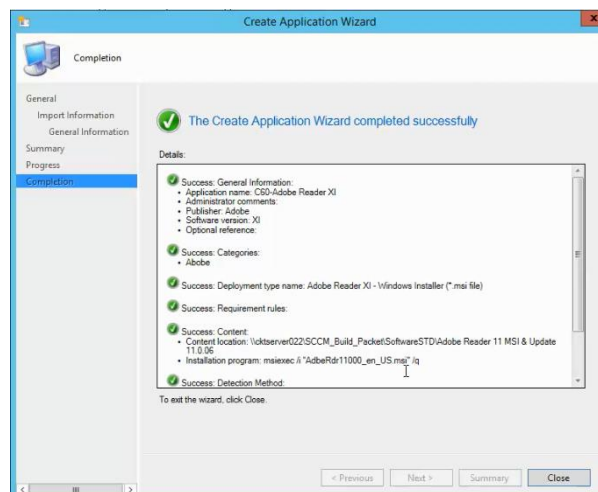 Create Application Wizard
x
Completion
General
Import Information
General Information
Summary
Progress
Completion
The Create Application Wizard completed successfully
Details:
Success: General Information:
• Application name: C60-Adobe Reader XI
• Administrator comments:
• Publisher: Adobe
• Software version: XI
• Optional reference:
Success: Categories:
• Abobe
Success: Deployment type name: Adobe Reader XI - Windows Installer (*.msi file)
Success: Requirement rules:
Success: Content:
• Content location: \\cktserver022\SCCM_Build_Packet\SoftwareSTD\Adobe Reader 11 MSI & Update
11.0.06
• Installation program: msiexec /i "AdbeRdr11000_en_US.msi" /q
Success: Detection Method:
To exit the wizard, click Close.
< Previous
Next >
Summary
Close